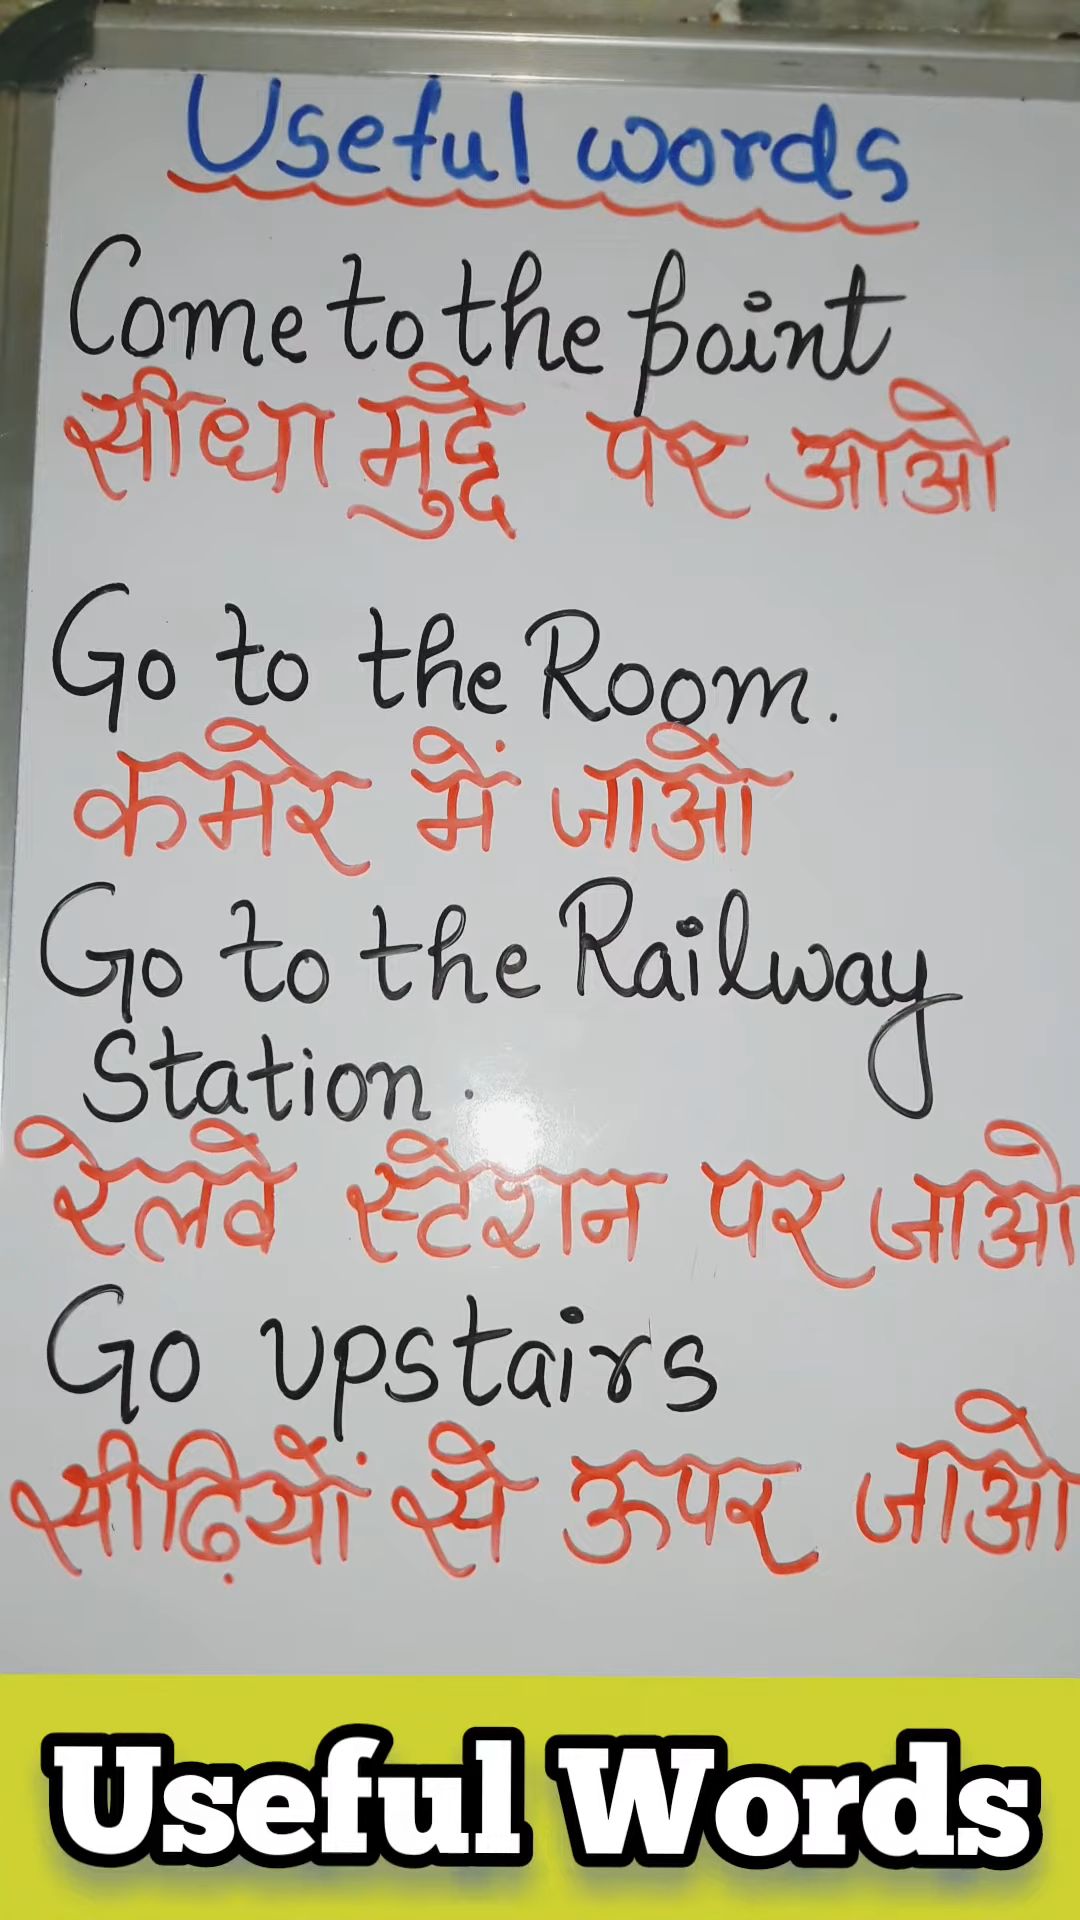 Useful words
Come to the point
सीधा मुद्दे पर आओ
Go to the Room.
कमरे में जाओ
Go to the Railway
Station.
रेलवे स्टेशन पर जाओ
Go upstairs
सीढ़ियों से ऊपर जाओ
Useful Words